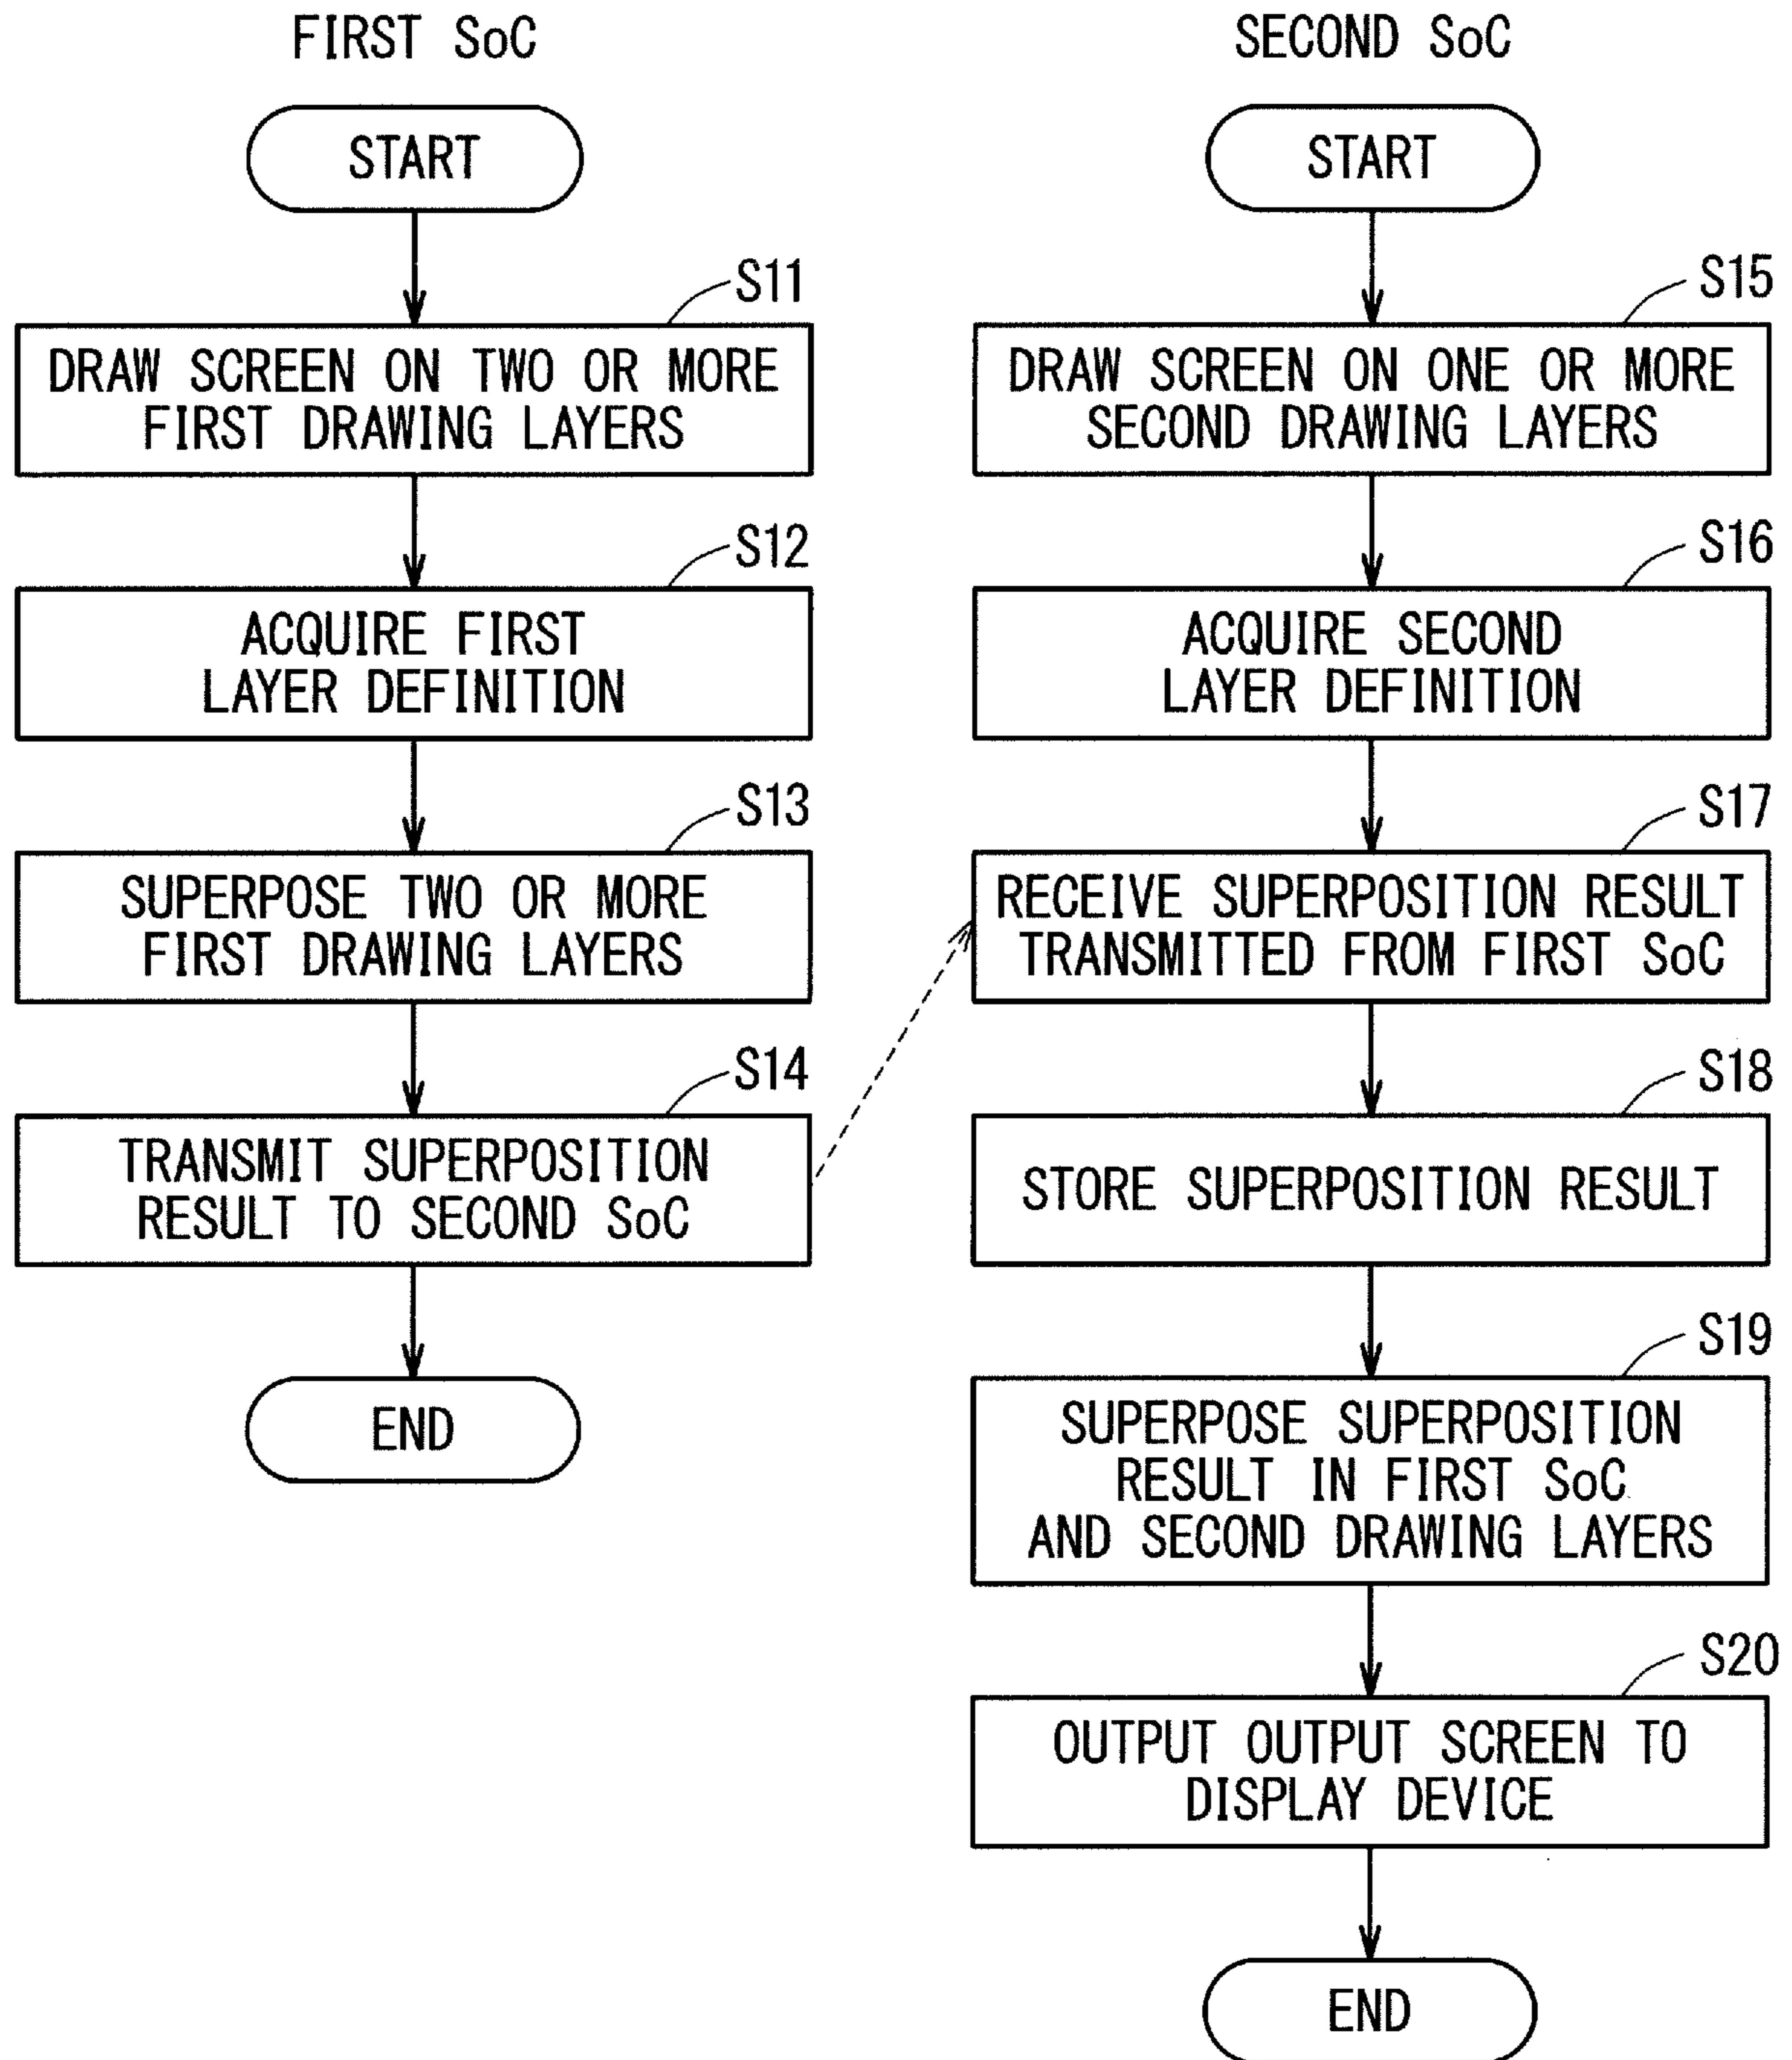 FIRST SoC
START
S11
DRAW SCREEN ON TWO OR MORE
FIRST DRAWING LAYERS
S12
ACQUIRE FIRST
LAYER DEFINITION
S13
SUPERPOSE TWO OR MORE
FIRST DRAWING LAYERS
S14
TRANSMIT SUPERPOSITION
RESULT TO SECOND SoC
END
SECOND SoC
START
S15
DRAW SCREEN ON ONE OR MORE
SECOND DRAWING LAYERS
S16
ACQUIRE SECOND
LAYER DEFINITION
S17
RECEIVE SUPERPOSITION RESULT
TRANSMITTED FROM FIRST SoC
S18
STORE SUPERPOSITION RESULT
S19
SUPERPOSE SUPERPOSITION
RESULT IN FIRST SoC
AND SECOND DRAWING LAYERS
S20
OUTPUT OUTPUT SCREEN TO
DISPLAY DEVICE
END